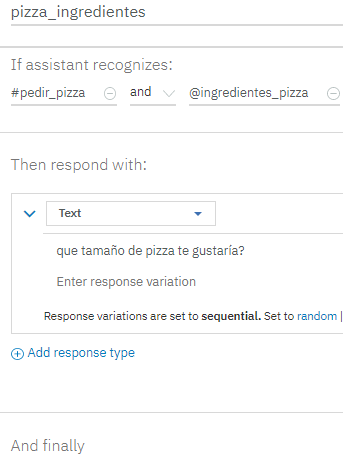 pizza_ingredientes
If assistant recognizes:
#pedir_pizza and @ingredientes_pizza
Then respond with:
Text
que tamaño de pizza te gustaría?
Enter response variation
Response variations are set to sequential. Set to random |
Add response type
And finally